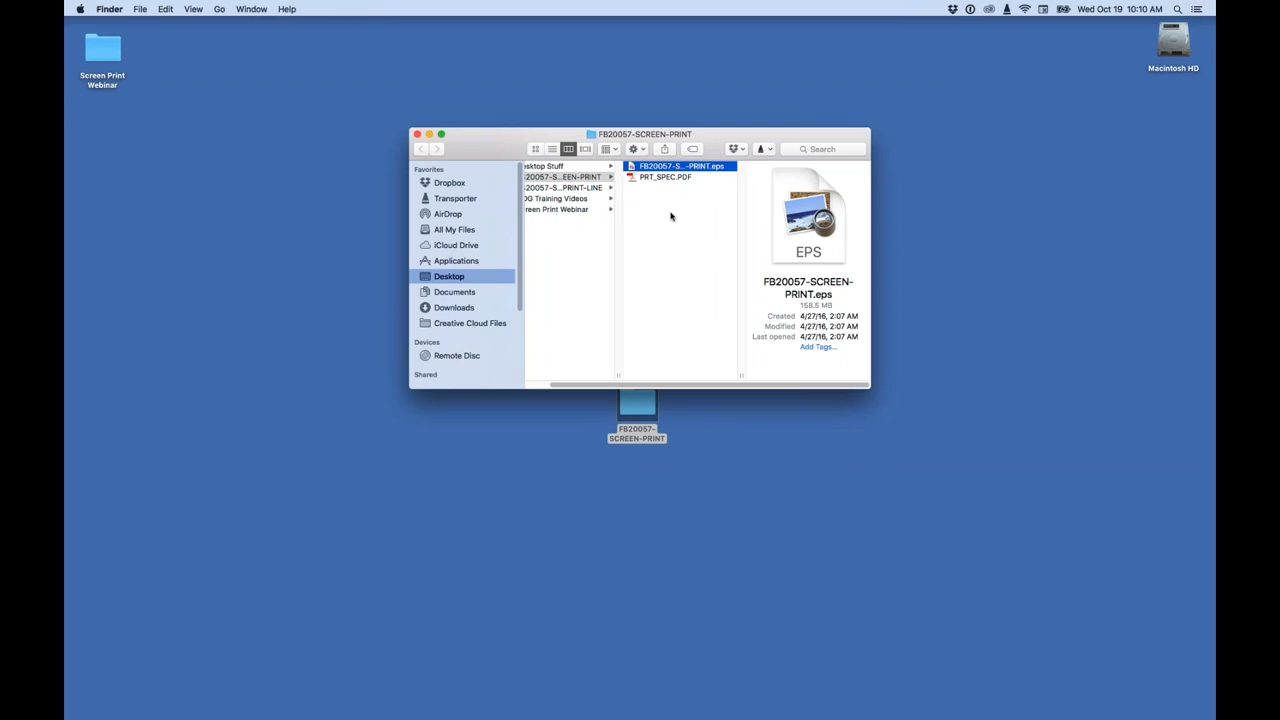 Finder File Edit View Go Window Help
Wed Oct 19 10:10 AM
Screen Print
Webinar
Macintosh HD
FB20057-SCREEN-PRINT
Search
Favorites
Dropbox
Transporter
AirDrop
All My Files
iCloud Drive
Applications
Desktop
Documents
Downloads
Creative Cloud Files
Devices
Remote Disc
Shared
sktop Stuff
20057-S...EEN-PRINT
20057-S...PRINT-LINE
G Training Videos
reen Print Webinar
FB20057-S...-PRINT.eps
PRT_SPEC.PDF
EPS
FB20057-SCREEN-
PRINT.eps
158.5 MB
Created 4/27/16, 2:07 AM
Modified 4/27/16, 2:07 AM
Last opened 4/27/16, 2:07 AM
Add Tags...
FB20057-
SCREEN-PRINT